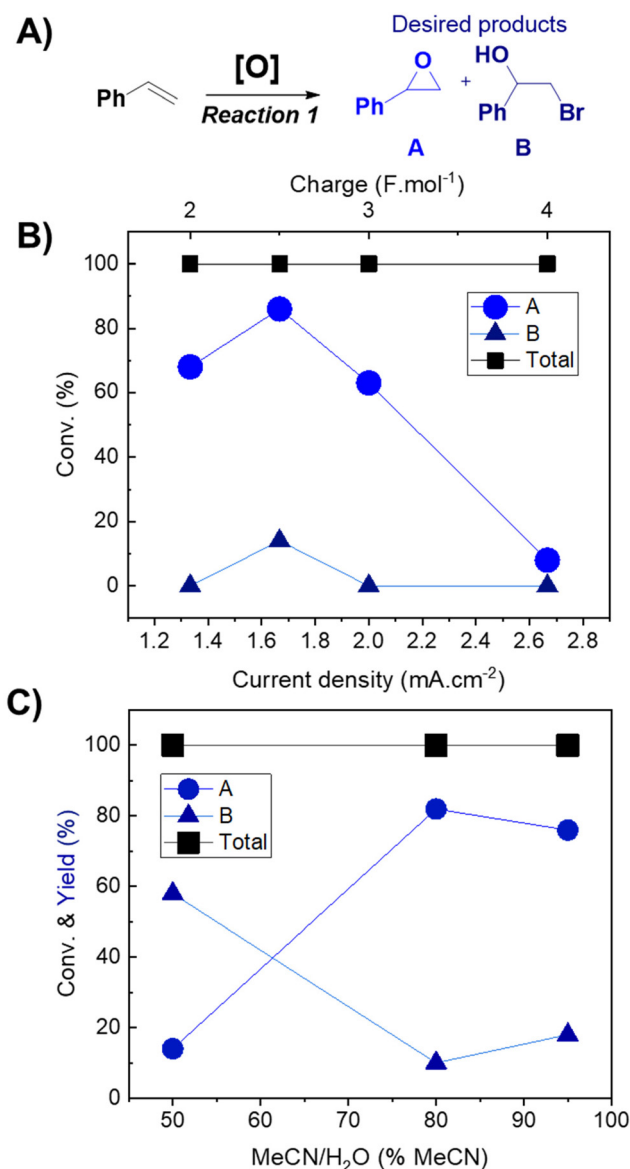 A)
Desired products
Ph
[O]
Reaction 1
O
Ph
A
+
HO
Ph
Br
B
Charge (F.mol⁻¹)
2 3 4
B)
100
80
60
40
20
0
Conv. (%)
A
B
Total
1.2 1.4 1.6 1.8 2.0 2.2 2.4 2.6 2.8
Current density (mA.cm⁻²)
C)
100
80
60
40
20
0
Conv. & Yield (%)
A
B
Total
50 60 70 80 90 100
MeCN/H₂O (% MeCN)